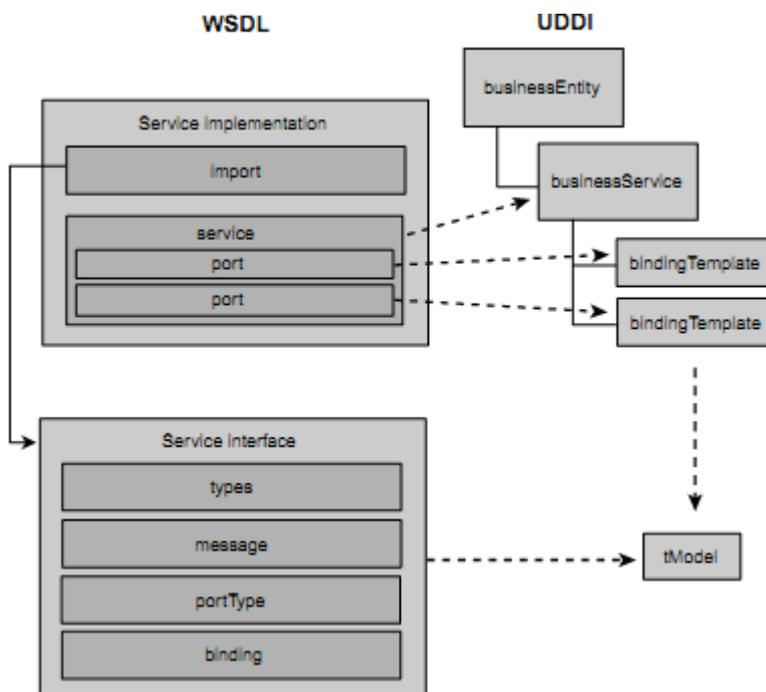 WSDL
UDDI
businessEntity
Service implementation
import
businessService
service
port
bindingTemplate
port
bindingTemplate
Service interface
types
message
tModel
portType
binding